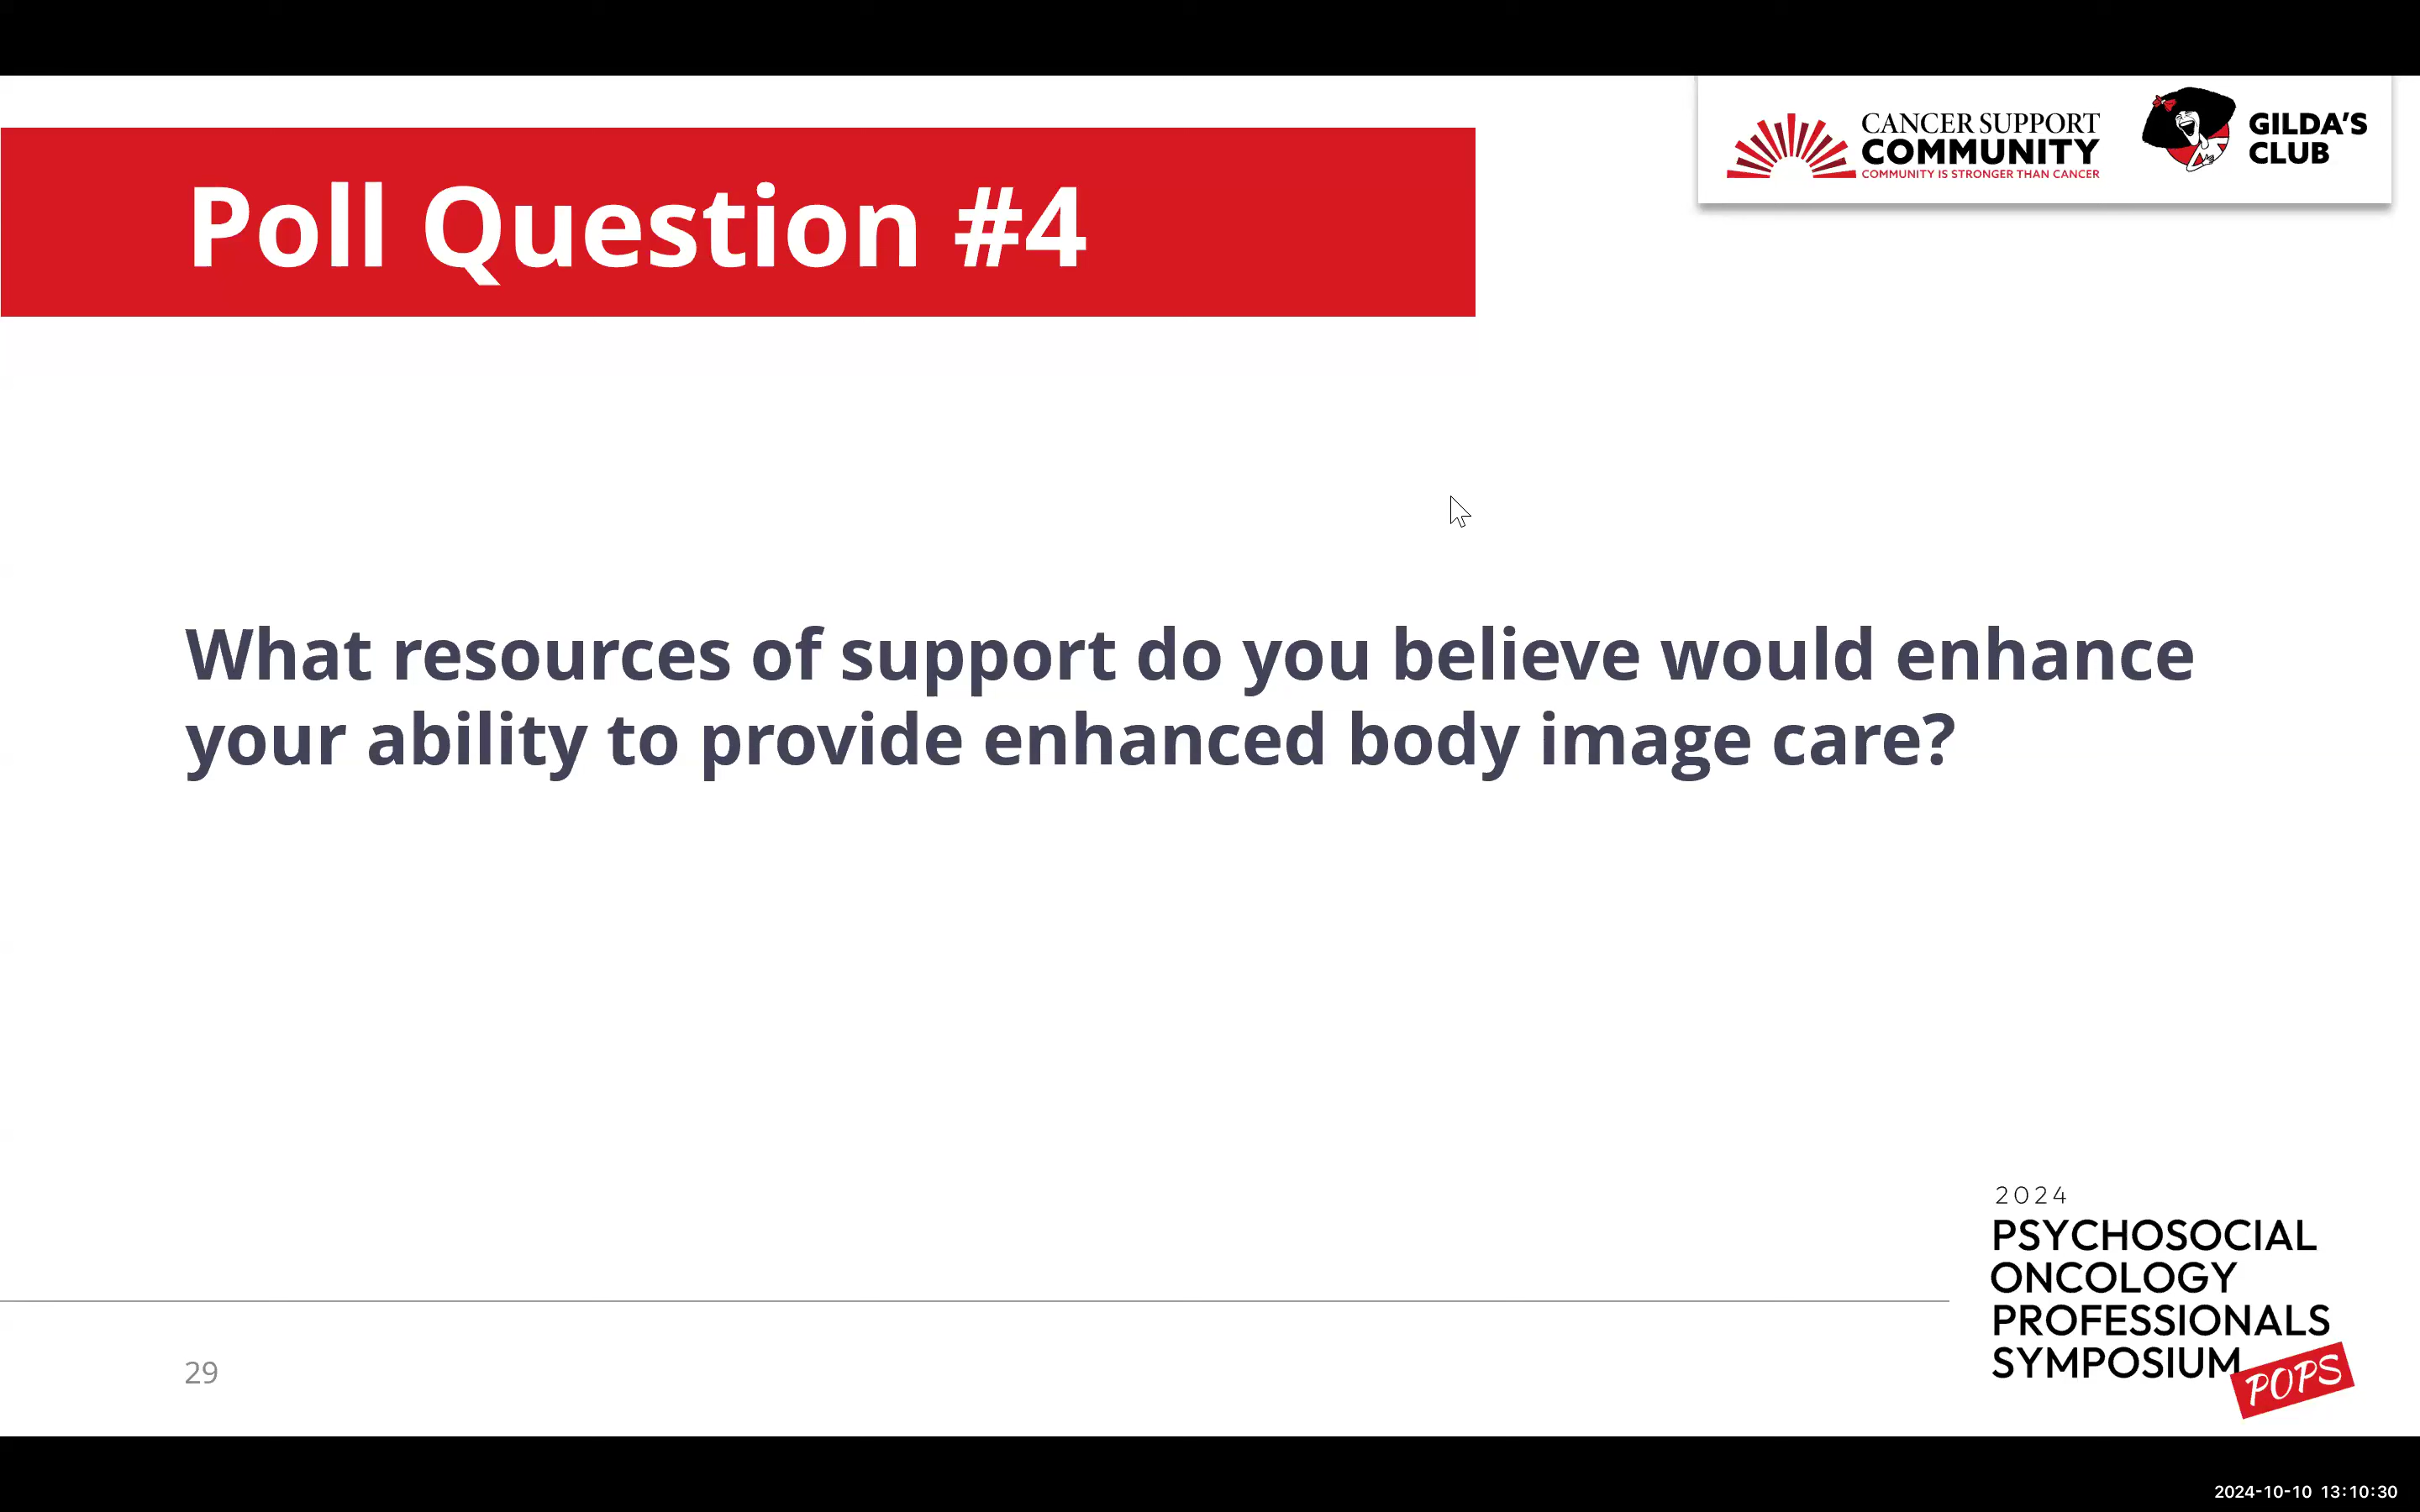 CANCER SUPPORT
COMMUNITY
COMMUNITY IS STRONGER THAN CANCER
GILDA'S
CLUB
Poll Question #4
What resources of support do you believe would enhance
your ability to provide enhanced body image care?
2024
PSYCHOSOCIAL
ONCOLOGY
PROFESSIONALS
SYMPOSIUM
POPS
29
2024-10-10 13:10:30